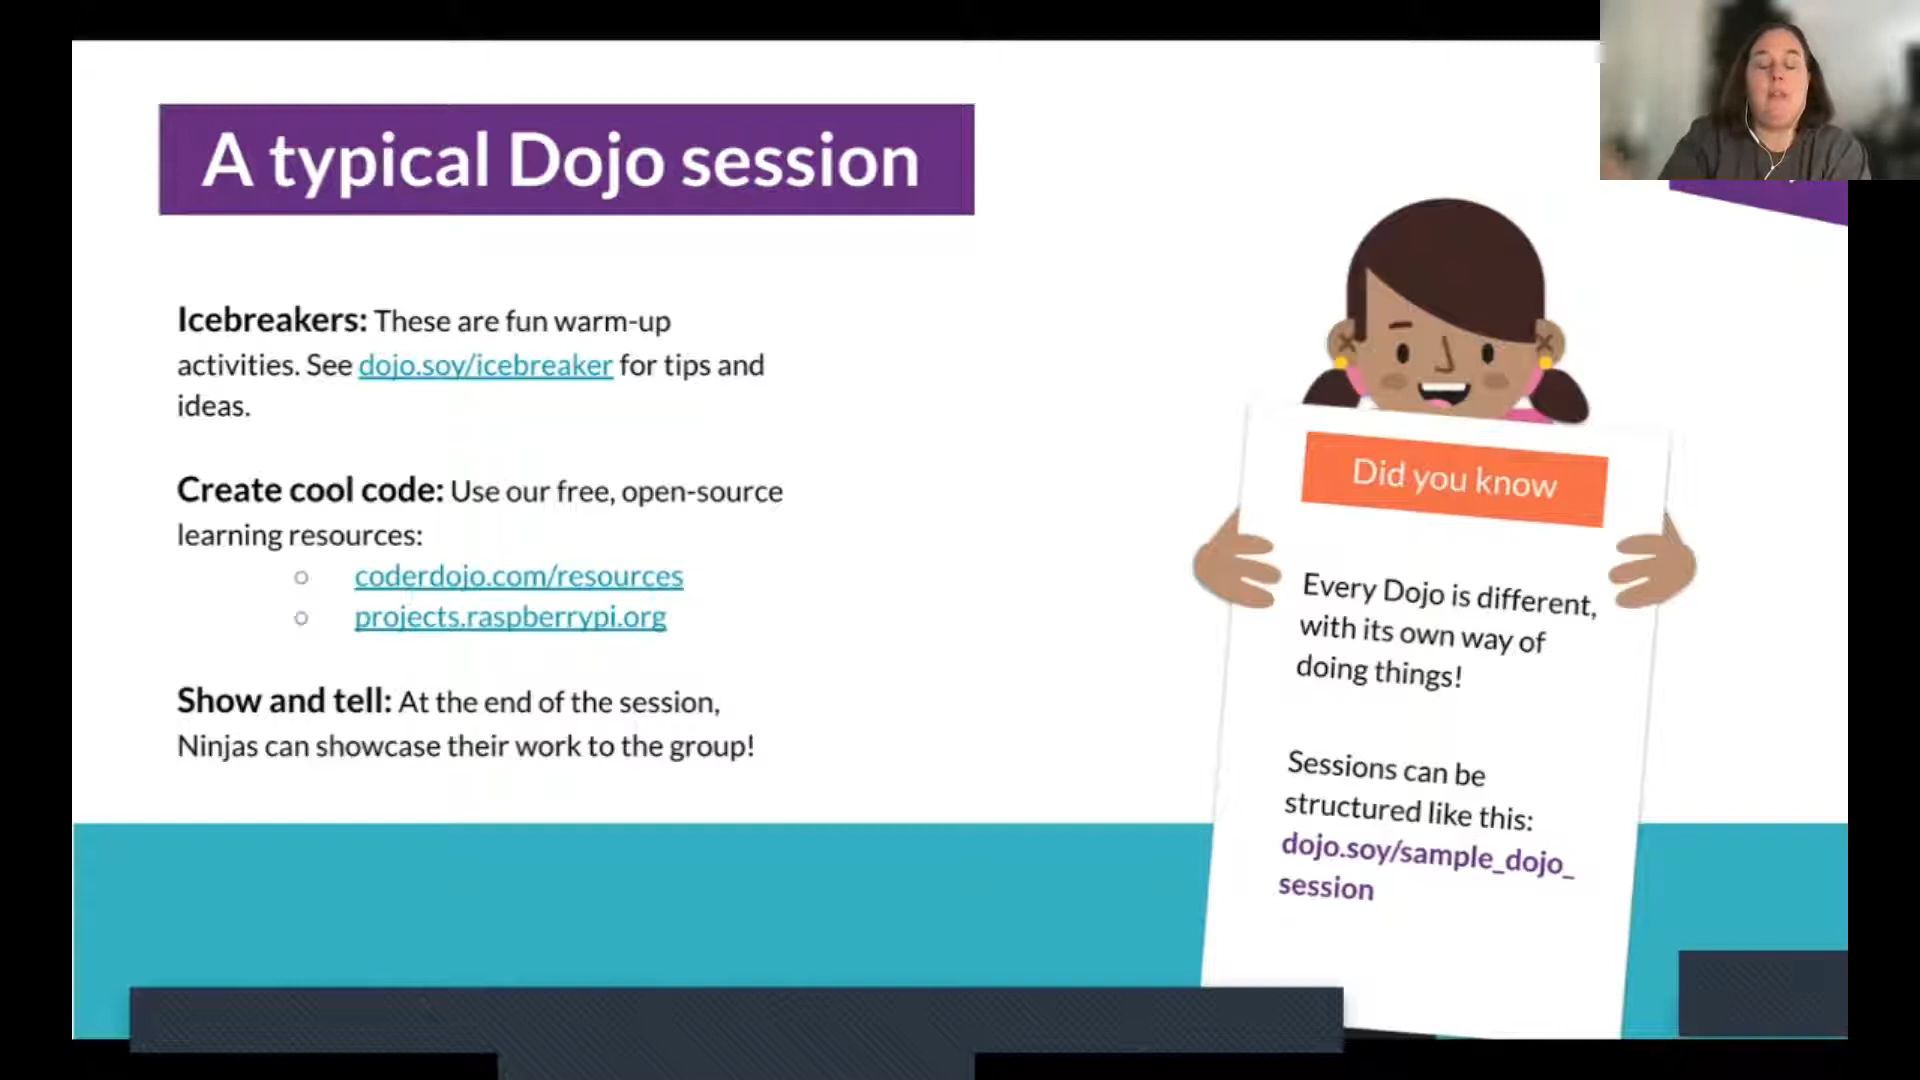 A typical Dojo session
Icebreakers: These are fun warm-up
activities. See dojo.soy/icebreaker for tips and
ideas.
Create cool code: Use our free, open-source
learning resources:
○ coderdojo.com/resources
○ projects.raspberrypi.org
Show and tell: At the end of the session,
Ninjas can showcase their work to the group!
Did you know
Every Dojo is different,
with its own way of
doing things!
Sessions can be
structured like this:
dojo.soy/sample_dojo_
session